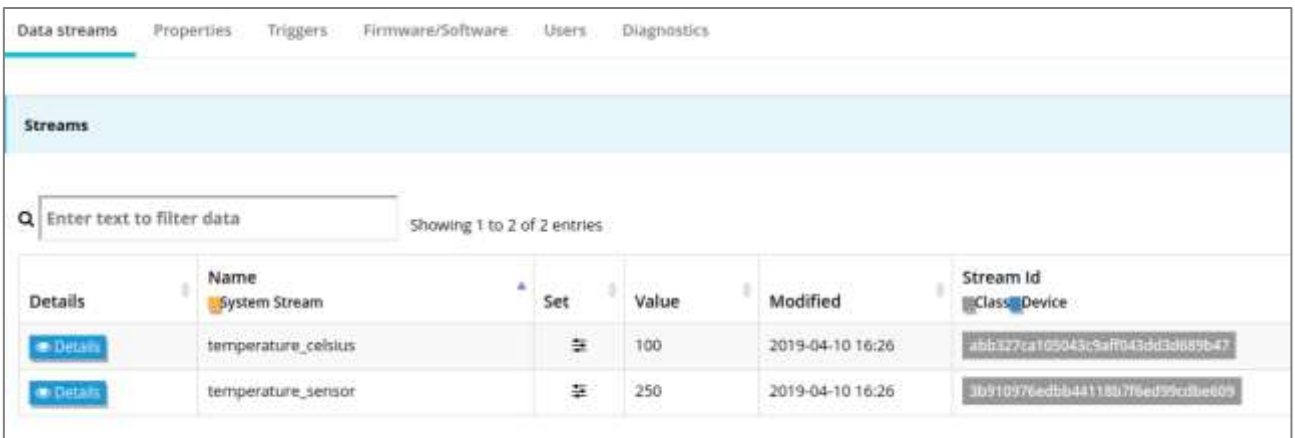 Data streams Properties Triggers Firmware/Software Users Diagnostics
Streams
Enter text to filter data Showing 1 to 2 of 2 entries
Details Name System Stream Set Value Modified Stream Id Class Device
Details temperature_celsius 100 2019-04-10 16:26 abb327ca105043c9aff043dd3d689b47
Details temperature_sensor 250 2019-04-10 16:26 3b910976edbb44118b7f6ed99cdbe609